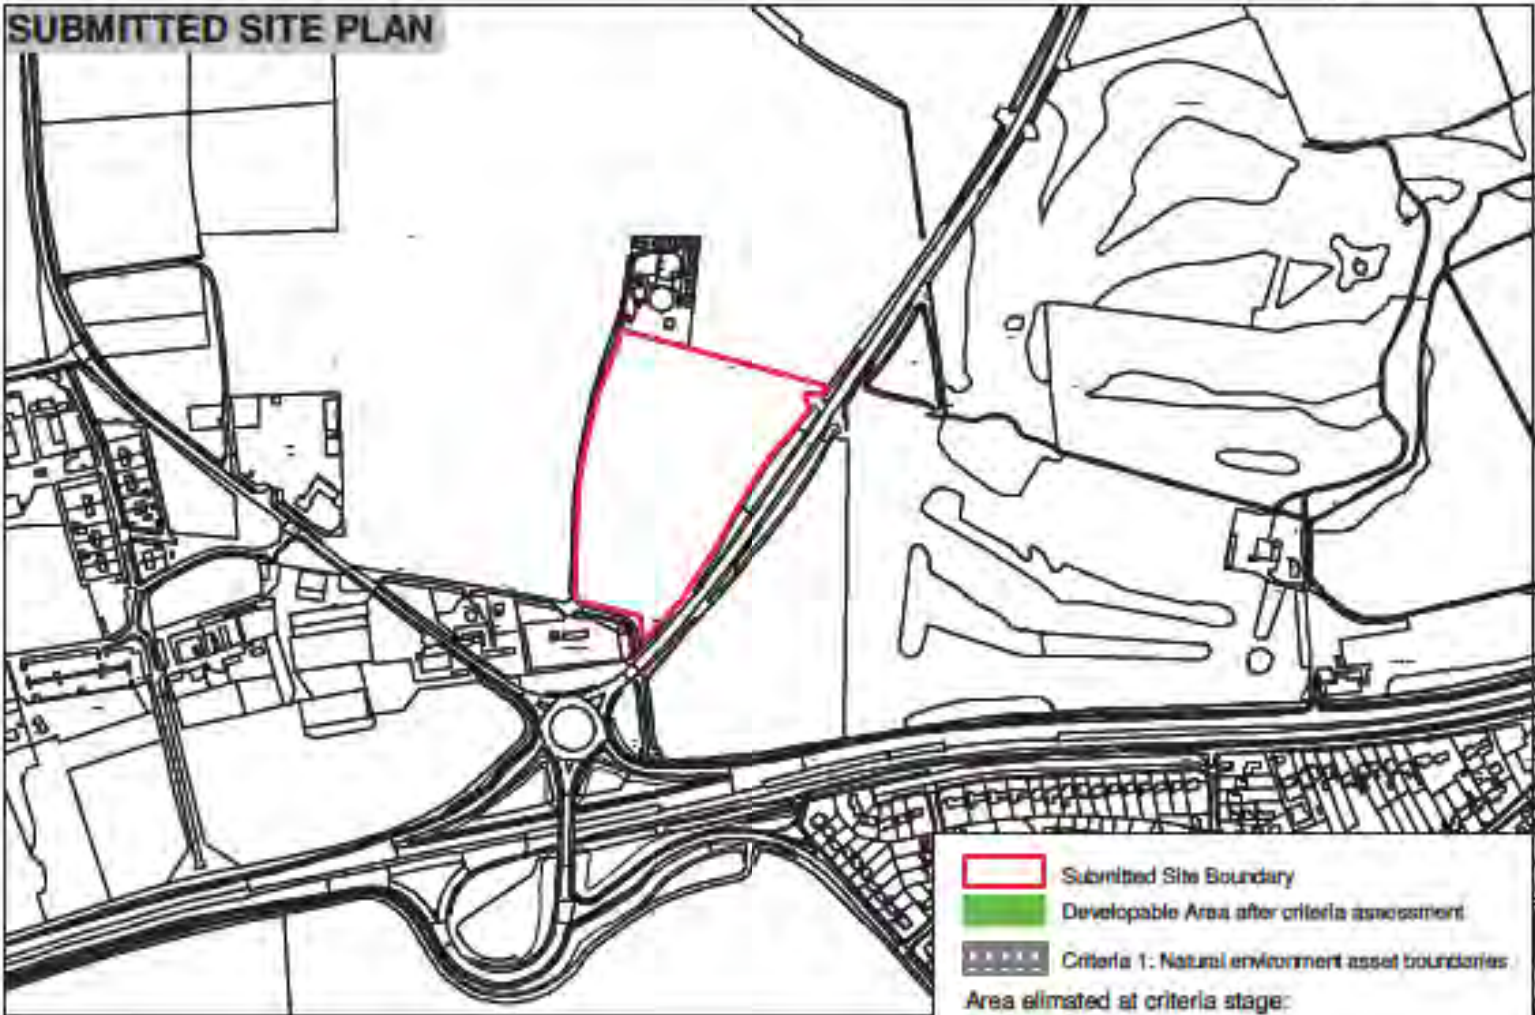 SUBMITTED SITE PLAN
Submitted Site Boundary
Developable Area after criteria assessment
Criteria 1: Natural environment asset boundaries
Area elimated at criteria stage: